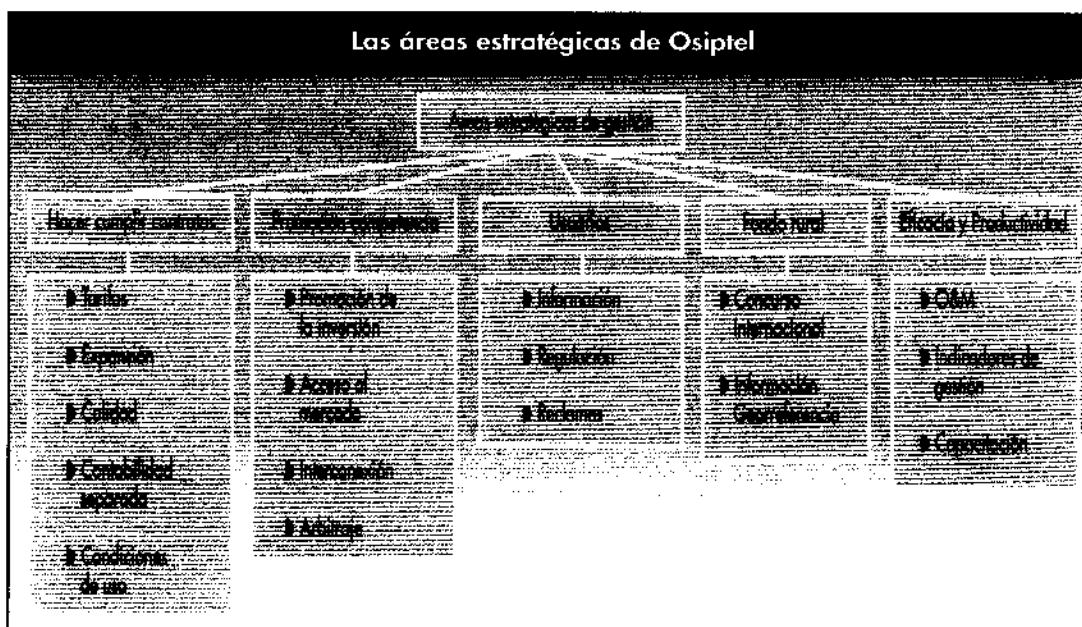 Las áreas estratégicas de Osiptel
Areas estratégicas de gestión
Hacer cumplir contratos
Tarifas
Expansión
Calidad
Contabilidad
separada
Condiciones
de uso
Promoción competencia
Promoción de
la inversión
Acceso al
mercado
Interconexión
Arbitraje
Usuarios
Información
Regulación
Reclamos
Fondo rural
Concurso
Internacional
Información
Georreferencia
Eficacia y Productividad
O&M
Indicadores de
gestión
Capacitación